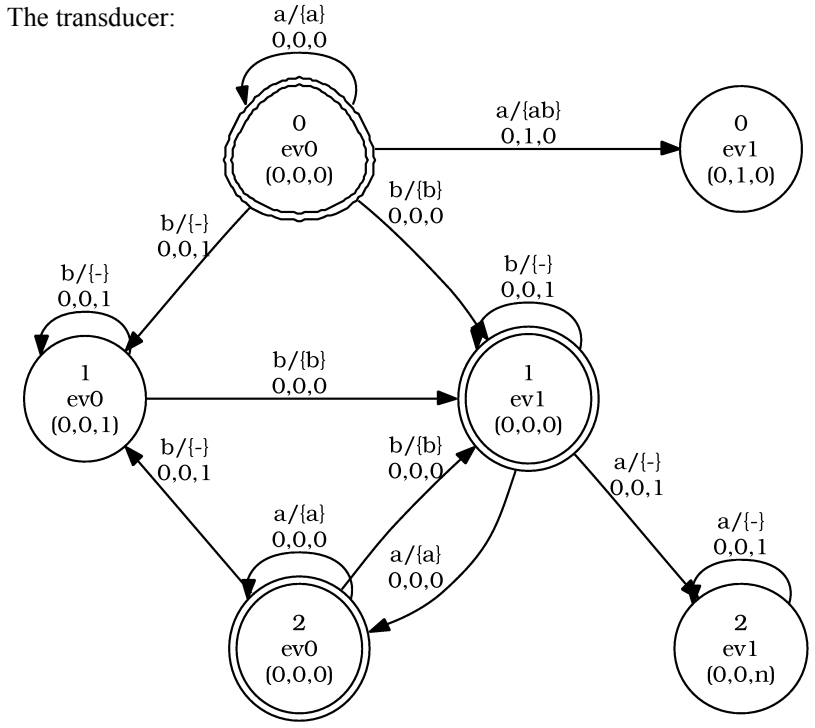 The transducer:
a/{a}
0,0,0
0
ev0
(0,0,0)
a/{ab}
0,1,0
0
ev1
(0,1,0)
b/{-}
0,0,1
b/{b}
0,0,0
b/{-}
0,0,1
b/{-}
0,0,1
1
ev0
(0,0,1)
b/{b}
0,0,0
1
ev1
(0,0,0)
b/{-}
0,0,1
b/{b}
0,0,0
a/{-}
0,0,1
a/{a}
0,0,0
a/{a}
0,0,0
a/{-}
0,0,1
2
ev0
(0,0,0)
2
ev1
(0,0,n)